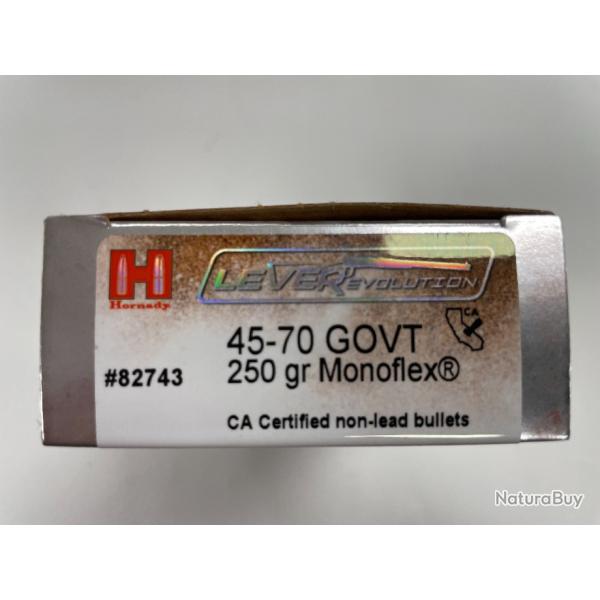 H
Hornady
LEVERevolution
CA
45-70 GOVT
#82743
250 gr Monoflex®
CA Certified non-lead bullets
NaturaBuy